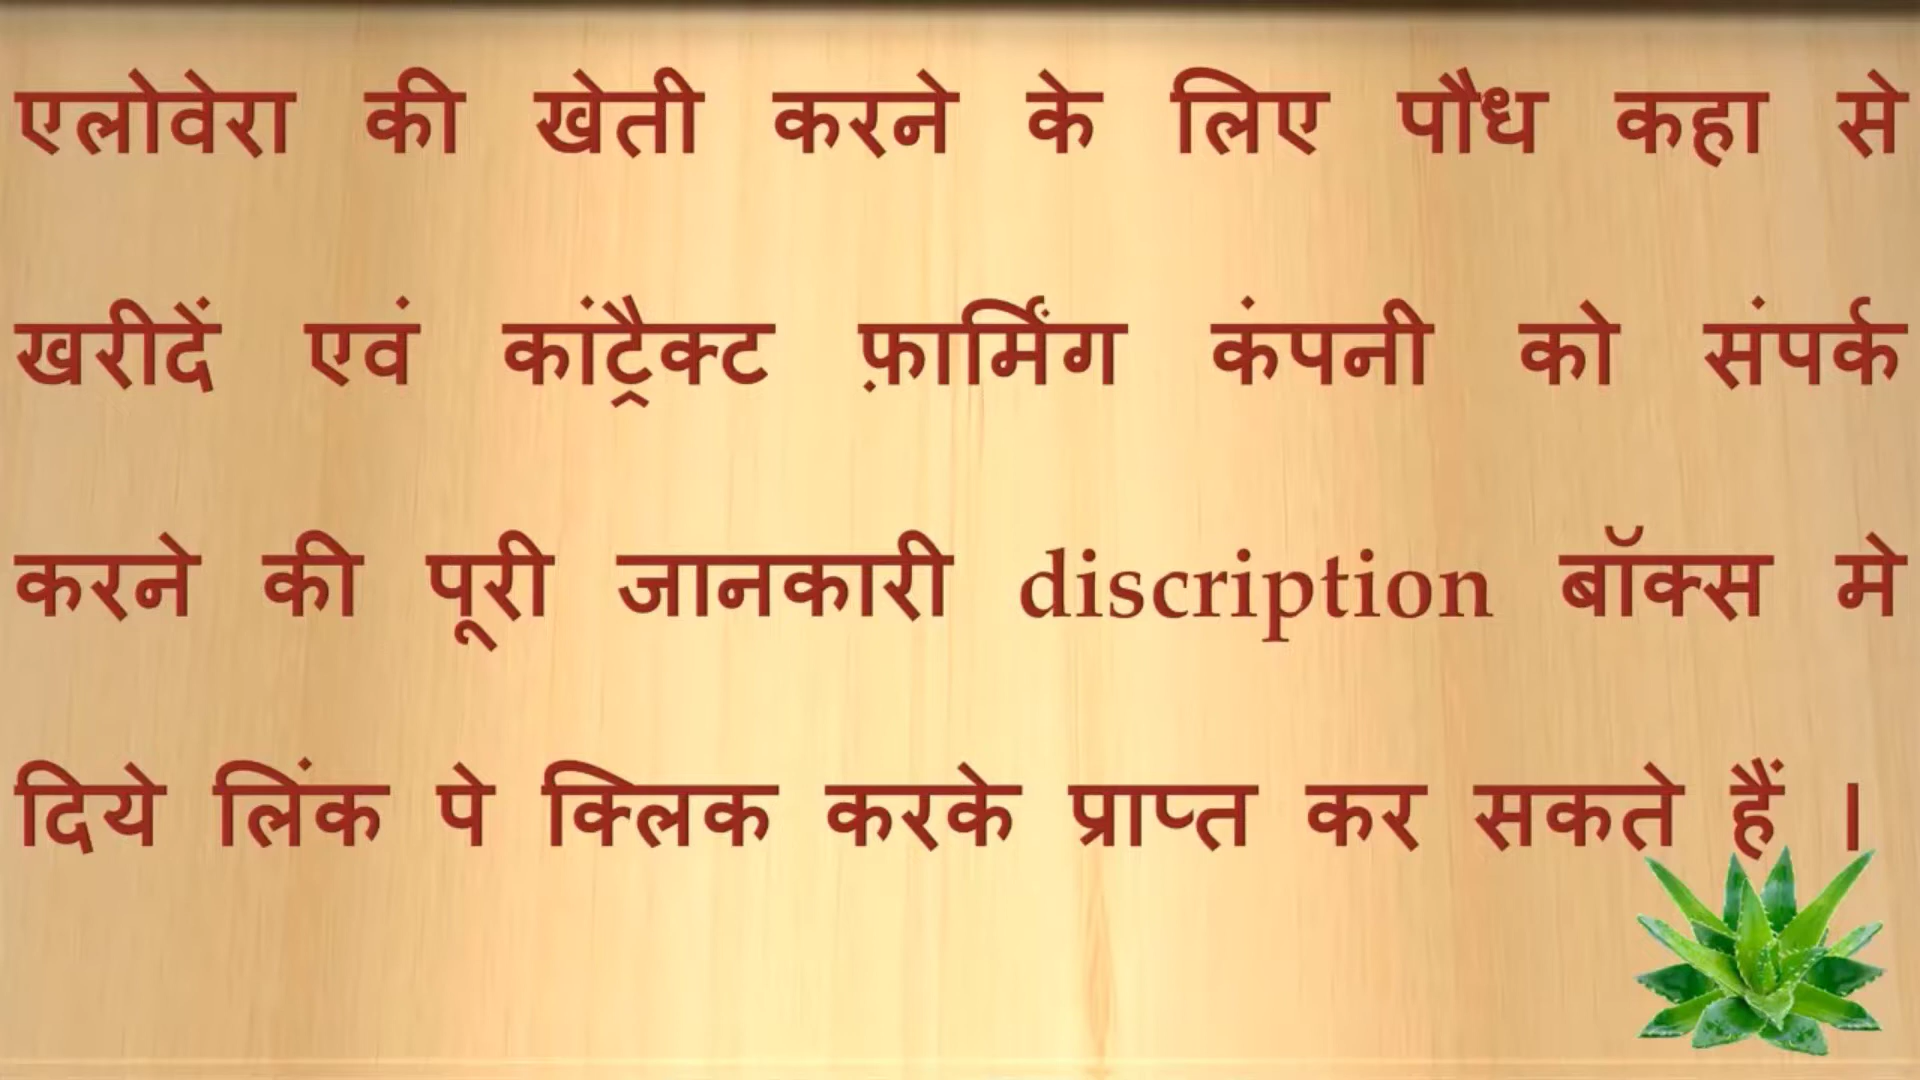 एलोवेरा की खेती करने के लिए पौध कहा से
खरीदें एवं कांट्रैक्ट फ़ार्मिंग कंपनी को संपर्क
करने की पूरी जानकारी discription बॉक्स मे
दिये लिंक पे क्लिक करके प्राप्त कर सकते हैं ।